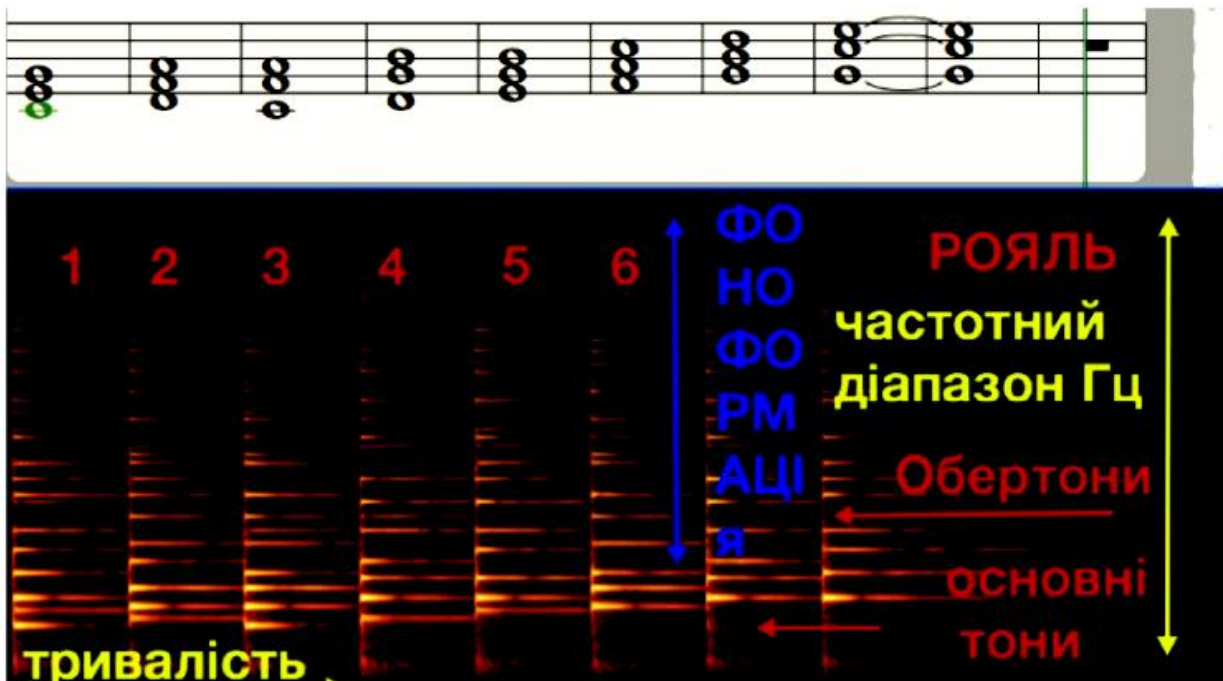 1 2 3 4 5 6
ФО
НО
ФО
РМ
АЦІ
я
РОЯЛЬ
частотний
діапазон Гц
Обертони
основні
тони
тривалість